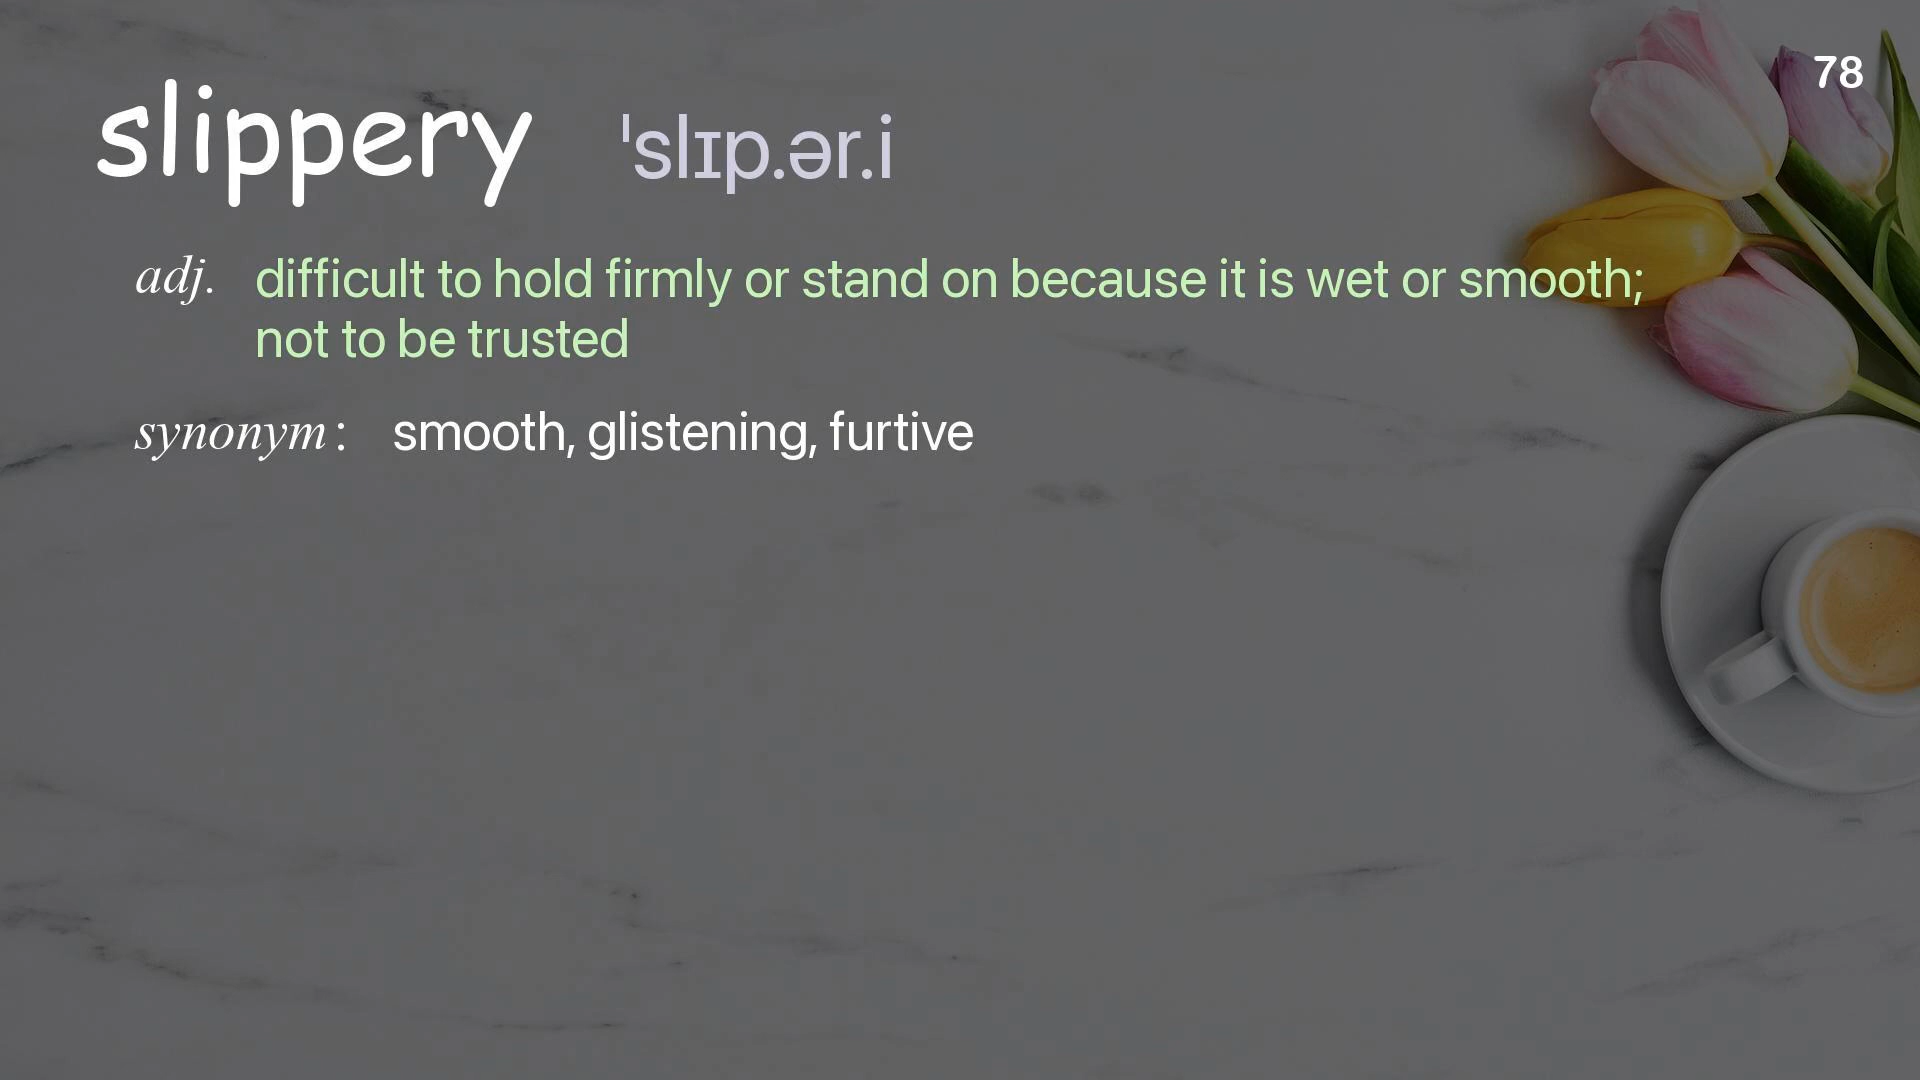 78
slippery ˈslɪp.ər.i
adj. difficult to hold firmly or stand on because it is wet or smooth;
not to be trusted
synonym: smooth, glistening, furtive